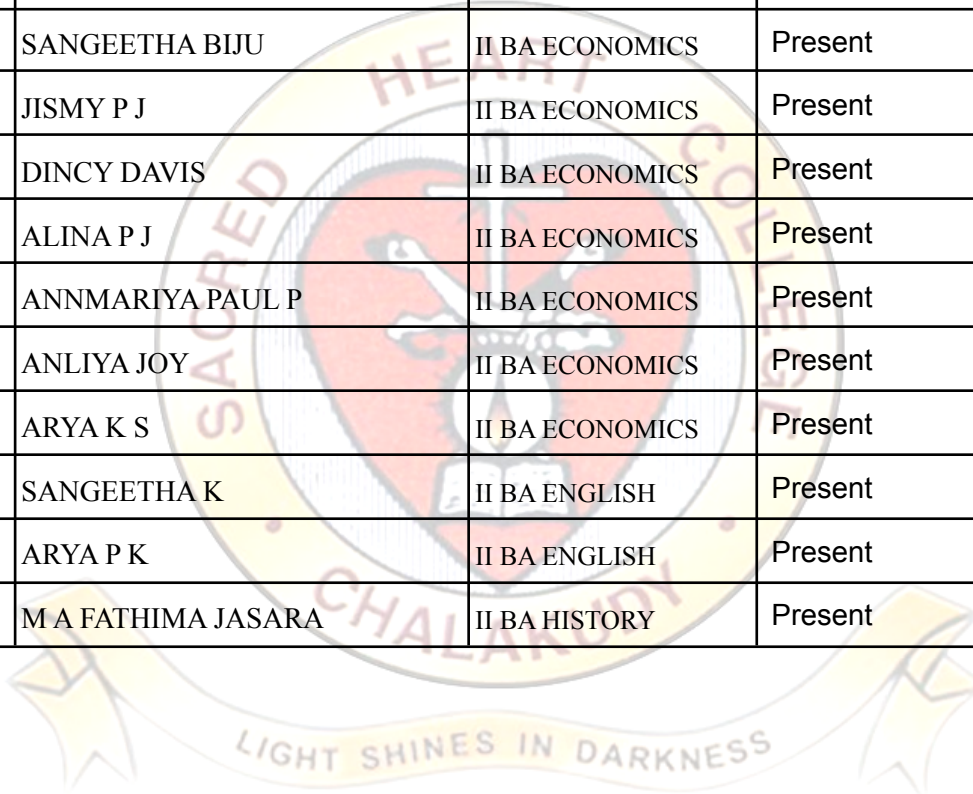 SANGEETHA BIJU II BA ECONOMICS Present
JISMY P J II BA ECONOMICS Present
DINCY DAVIS II BA ECONOMICS Present
ALINA P J II BA ECONOMICS Present
ANNMARIYA PAUL P II BA ECONOMICS Present
ANLIYA JOY II BA ECONOMICS Present
ARYA K S II BA ECONOMICS Present
SANGEETHA K II BA ENGLISH Present
ARYA P K II BA ENGLISH Present
M A FATHIMA JASARA II BA HISTORY Present
SACRED HEART COLLEGE
CHALAKUDY
LIGHT SHINES IN DARKNESS